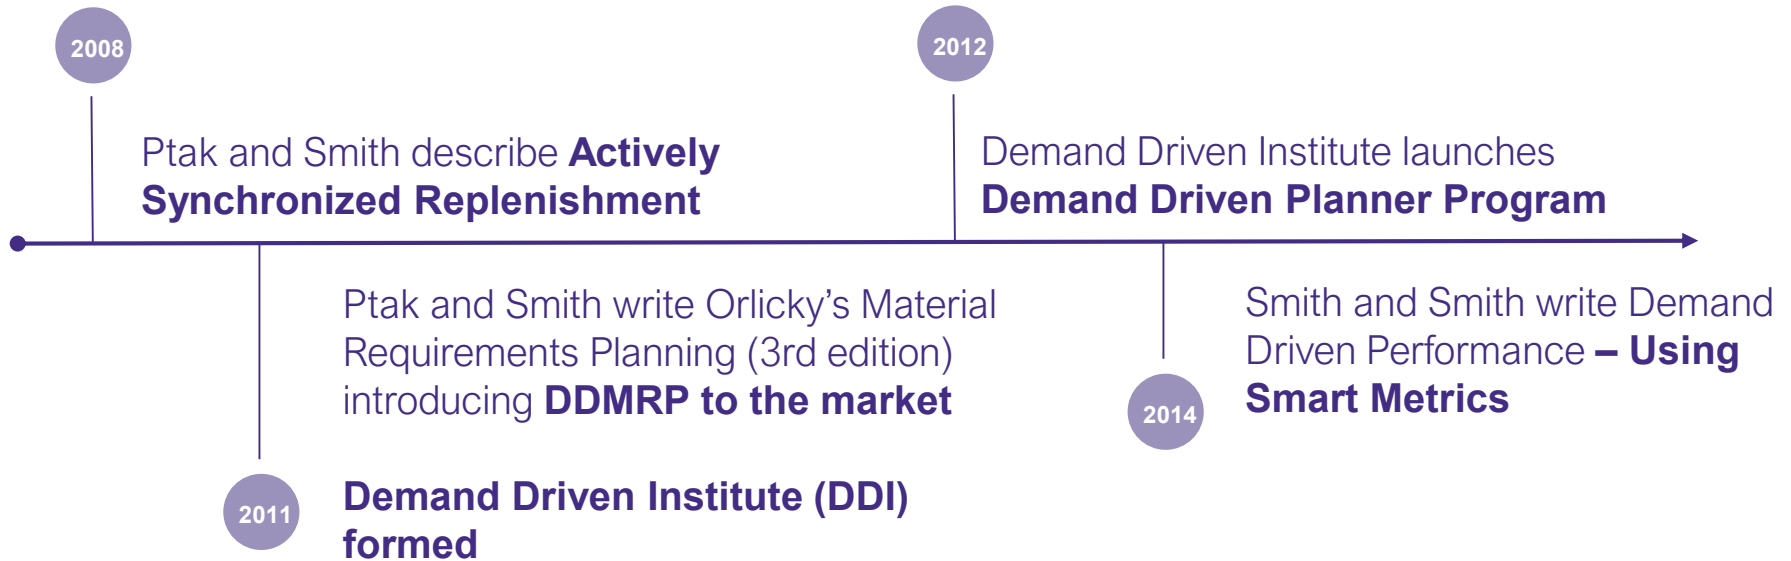 2008
Ptak and Smith describe Actively
Synchronized Replenishment
2011
Ptak and Smith write Orlicky’s Material
Requirements Planning (3rd edition)
introducing DDMRP to the market
Demand Driven Institute (DDI)
formed
2012
Demand Driven Institute launches
Demand Driven Planner Program
2014
Smith and Smith write Demand
Driven Performance – Using
Smart Metrics